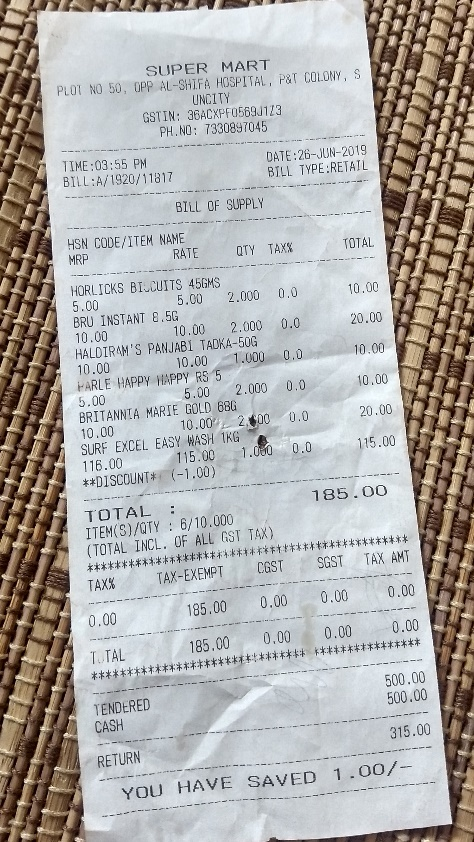 SUPER MART
PLOT NO 50, OPP AL-SHIFA HOSPITAL, P&T COLONY, S
UNCITY
GSTIN: 36ACXPF0569J1Z3
PH.NO: 7330897045
TIME:03:55 PM DATE:26-JUN-2019
BILL:A/1920/11817 BILL TYPE:RETAIL
BILL OF SUPPLY
HSN CODE/ITEM NAME
MRP RATE QTY TAX% TOTAL
HORLICKS BISCUITS 45GMS
5.00 5.00 2.000 0.0 10.00
BRU INSTANT 8.5G
10.00 10.00 2.000 0.0 20.00
HALDIRAM'S PANJABI TADKA-50G
10.00 10.00 1.000 0.0 10.00
PARLE HAPPY HAPPY RS 5
5.00 5.00 2.000 0.0 10.00
BRITANNIA MARIE GOLD 88G
10.00 10.00 2.000 0.0 20.00
SURF EXCEL EASY WASH 1KG
116.00 115.00 1.000 0.0 115.00
**DISCOUNT* (-1.00)
TOTAL : 185.00
ITEM(S)/QTY : 6/10.000
(TOTAL INCL. OF ALL GST TAX)
TAX% TAX-EXEMPT CGST SGST TAX AMT
0.00 185.00 0.00 0.00 0.00
TOTAL 185.00 0.00 0.00 0.00
TENDERED 500.00
CASH 500.00
RETURN 315.00
YOU HAVE SAVED 1.00/-